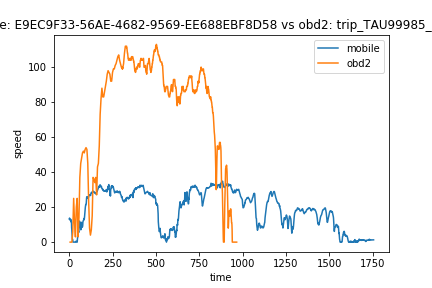 e: E9EC9F33-56AE-4682-9569-EE688EBF8D58 vs obd2: trip_TAU99985_
mobile
obd2
speed
100
80
60
40
20
0
0 250 500 750 1000 1250 1500 1750
time